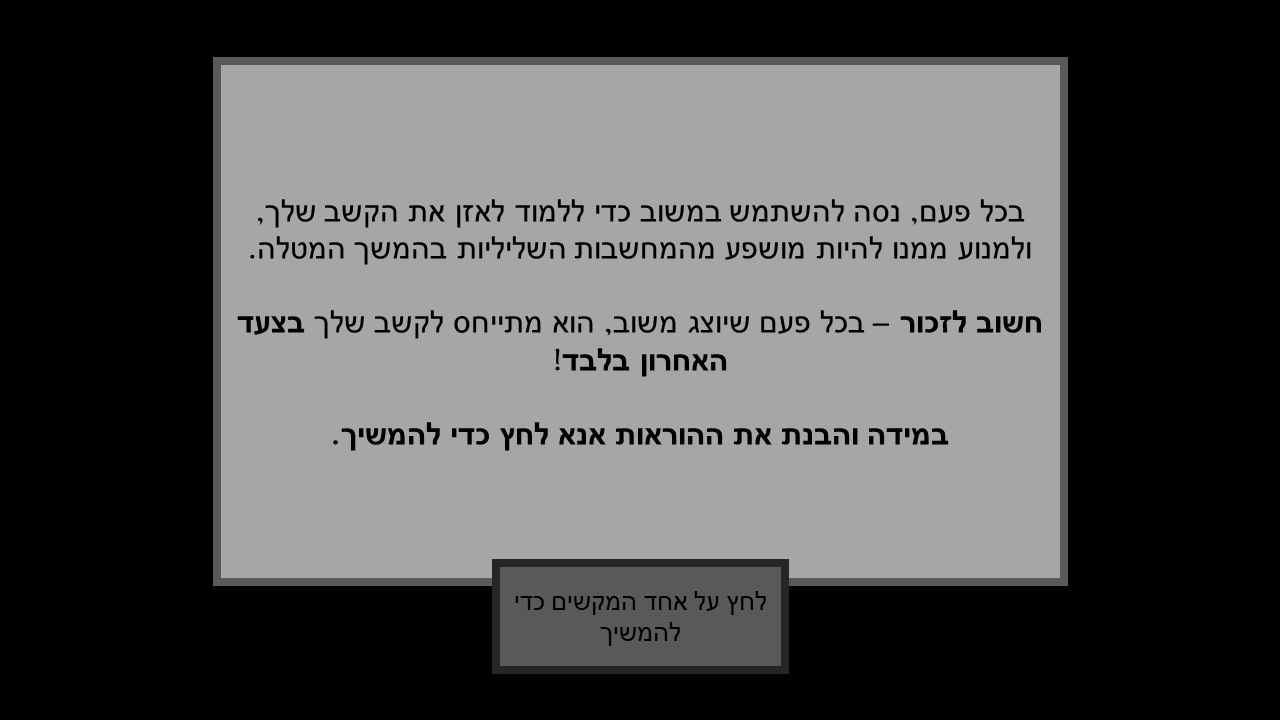 בכל פעם, נסה להשתמש במשוב כדי ללמוד לאזן את הקשב שלך,
ולמנוע ממנו להיות מושפע מהמחשבות השליליות בהמשך המטלה.
חשוב לזכור – בכל פעם שיוצג משוב, הוא מתייחס לקשב שלך בצעד
האחרון בלבד!
במידה והבנת את ההוראות אנא לחץ כדי להמשיך.
לחץ על אחד המקשים כדי
להמשיך